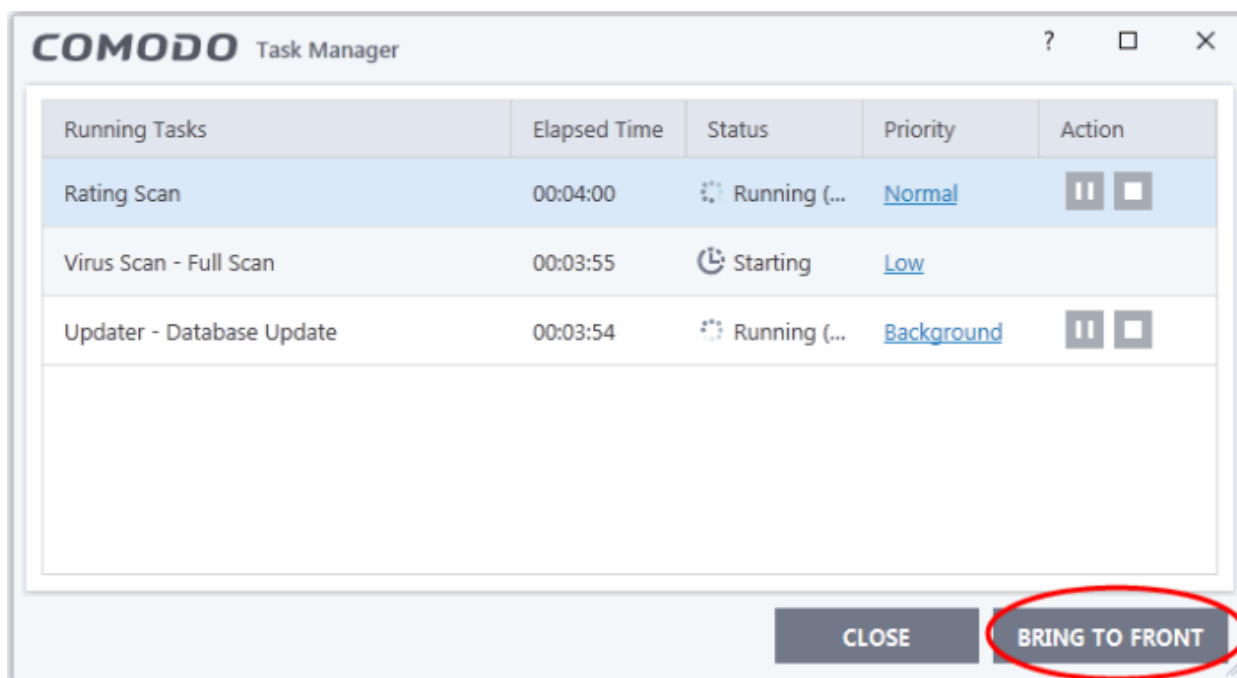 COMODO Task Manager ?
Running Tasks Elapsed Time Status Priority Action
Rating Scan 00:04:00 Running (... Normal
Virus Scan - Full Scan 00:03:55 Starting Low
Updater - Database Update 00:03:54 Running (... Background
CLOSE BRING TO FRONT